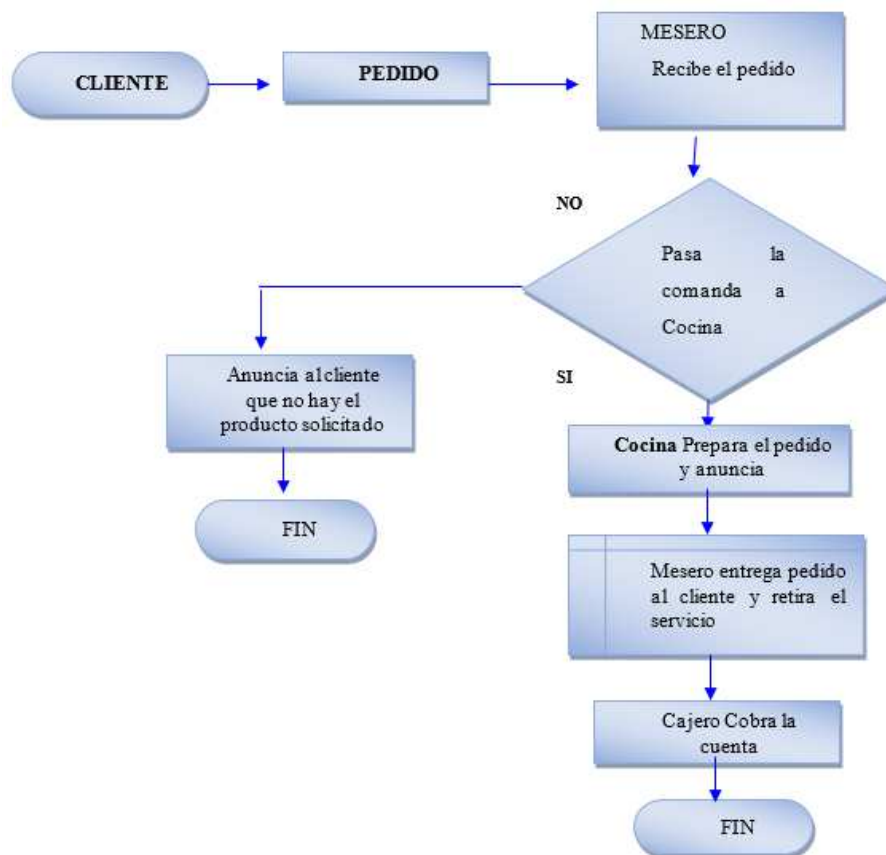 CLIENTE
PEDIDO
MESERO
Recibe el pedido
NO
Pasa la
comanda a
Cocina
Anuncia al cliente
que no hay el
producto solicitado
SI
Cocina Prepara el pedido
y anuncia
FIN
Mesero entrega pedido
al cliente y retira el
servicio
Cajero Cobra la
cuenta
FIN